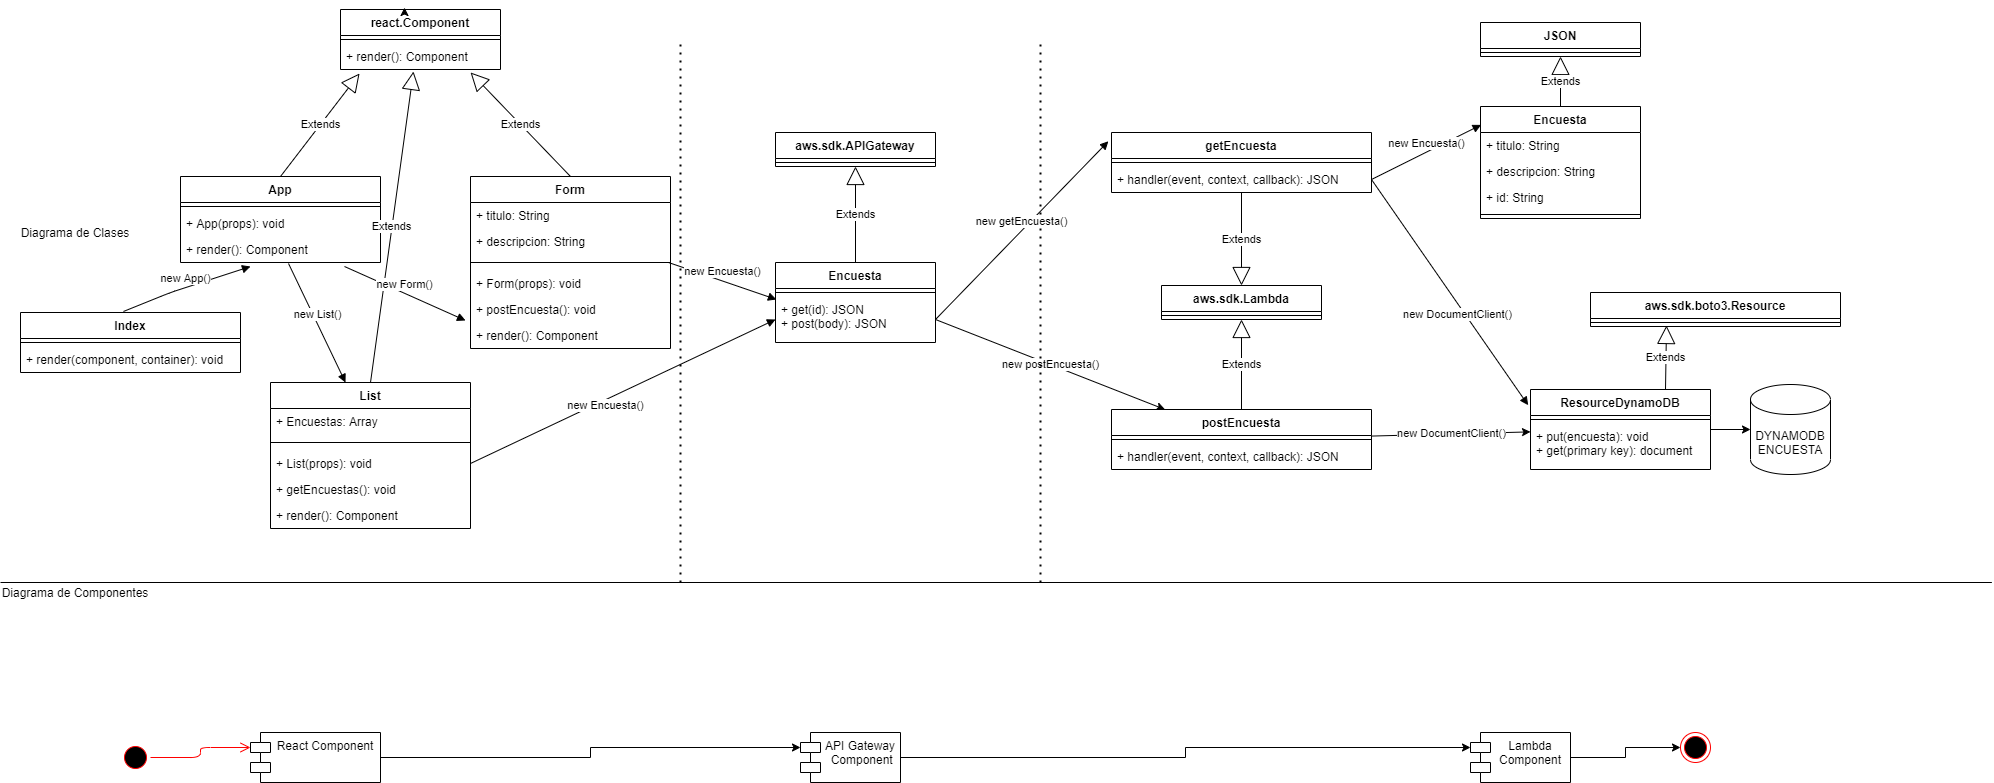 react.Component
+ render(): Component
Extends
Extends
Extends
Diagrama de Clases
App
+ App(props): void
+ render(): Component
new App()
Index
+ render(component, container): void
new List()
new Form()
List
+ Encuestas: Array
+ List(props): void
+ getEncuestas(): void
+ render(): Component
Form
+ titulo: String
+ descripcion: String
+ Form(props): void
+ postEncuesta(): void
+ render(): Component
new Encuesta()
new Encuesta()
aws.sdk.APIGateway
Extends
Encuesta
+ get(id): JSON
+ post(body): JSON
new getEncuesta()
new postEncuesta()
getEncuesta
+ handler(event, context, callback): JSON
Extends
aws.sdk.Lambda
Extends
postEncuesta
+ handler(event, context, callback): JSON
new Encuesta()
new DocumentClient()
new DocumentClient()
JSON
Extends
Encuesta
+ titulo: String
+ descripcion: String
+ id: String
aws.sdk.boto3.Resource
Extends
ResourceDynamoDB
+ put(encuesta): void
+ get(primary key): document
DYNAMODB
ENCUESTA
Diagrama de Componentes
React Component
API Gateway
Component
Lambda
Component